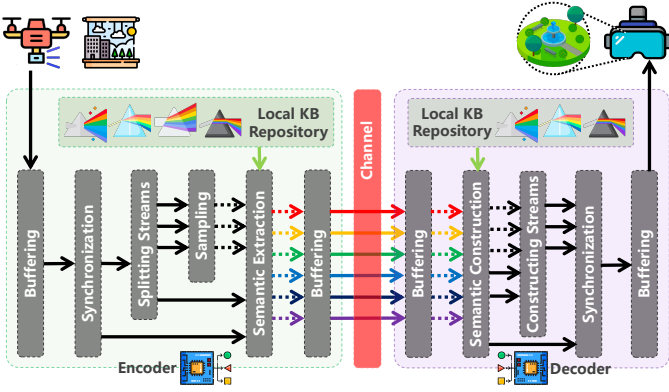 Local KB
Repository
Channel
Local KB
Repository
Buffering
Synchronization
Splitting Streams
Sampling
Semantic Extraction
Buffering
Buffering
Semantic Construction
Constructing Streams
Synchronization
Buffering
Encoder
Decoder